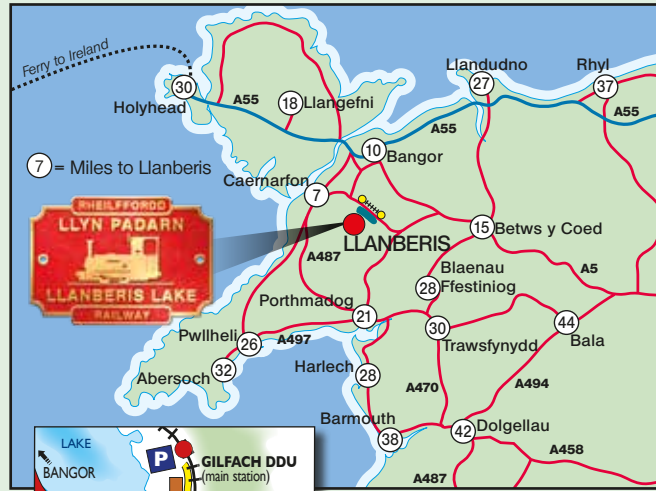 Ferry to Ireland
30
Holyhead
A55
18
Llangefni
Llandudno
27
Rhyl
37
A55
A55
10
Bangor
7 = Miles to Llanberis
Caernarfon
7
RHEILFFORDD
LLYN PADARN
LLANBERIS LAKE
RAILWAY
LLANBERIS
15
Betws y Coed
A487
A5
Blaenau
28
Ffestiniog
Porthmadog
21
30
Trawsfynydd
44
Bala
Pwllheli
26
A497
Abersoch
32
Harlech
28
A470
A494
Barmouth
38
42
Dolgellau
A458
A487
LAKE
BANGOR
P
GILFACH DDU
(main station)